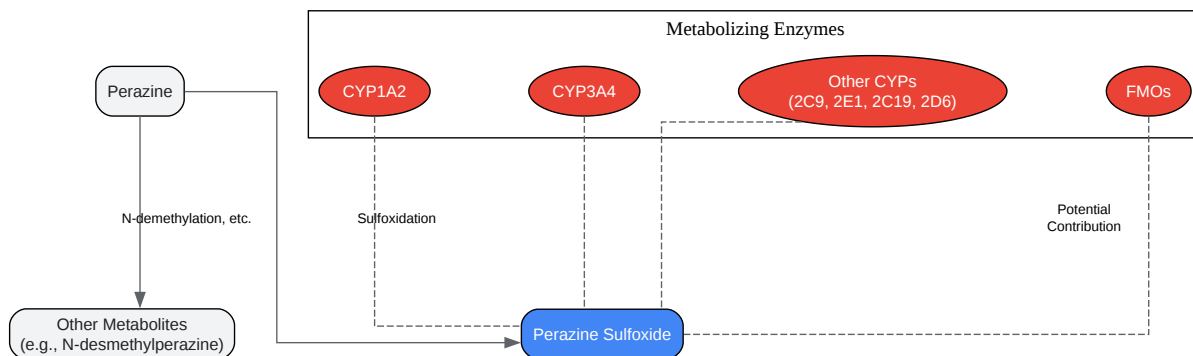 Metabolizing Enzymes
Perazine
CYP1A2
CYP3A4
Other CYPs
(2C9, 2E1, 2C19, 2D6)
FMOs
N-demethylation, etc.
Sulfoxidation
Potential
Contribution
Other Metabolites
(e.g., N-desmethylperazine)
Perazine Sulfoxide